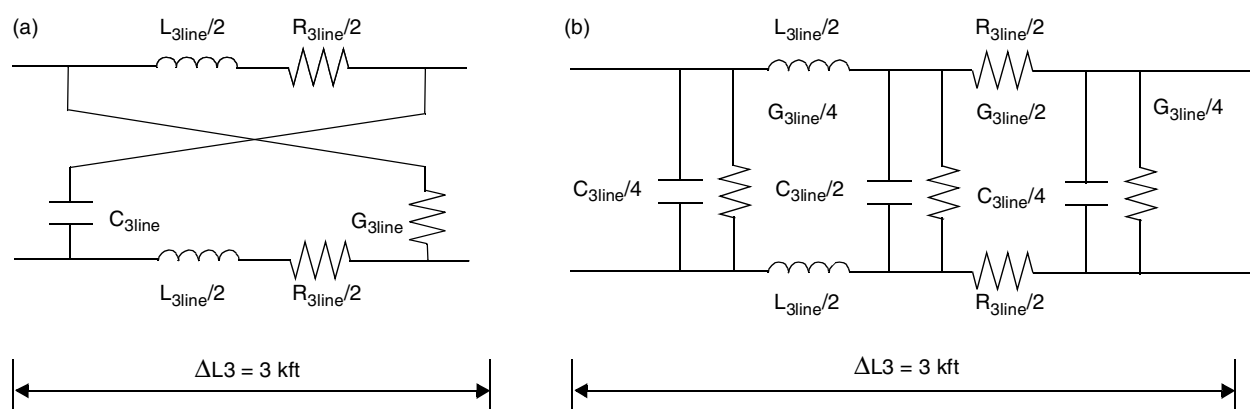 (a)
L3line/2 R3line/2
C3line
G3line
L3line/2 R3line/2
ΔL3 = 3 kft
(b)
L3line/2 R3line/2
G3line/4 G3line/2 G3line/4
C3line/4 C3line/2 C3line/4
L3line/2 R3line/2
ΔL3 = 3 kft